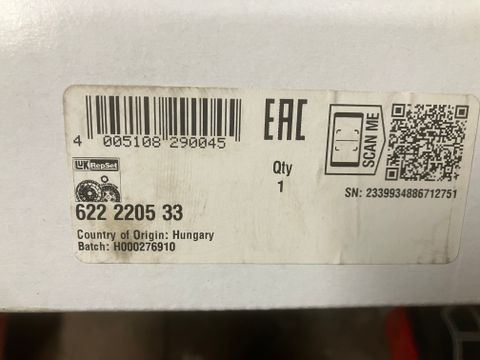 4 005108 290045
EAC
SCAN ME
LuK RepSet
Qty
1
SN: 2339934886712751
622 2205 33
Country of Origin: Hungary
Batch: H000276910